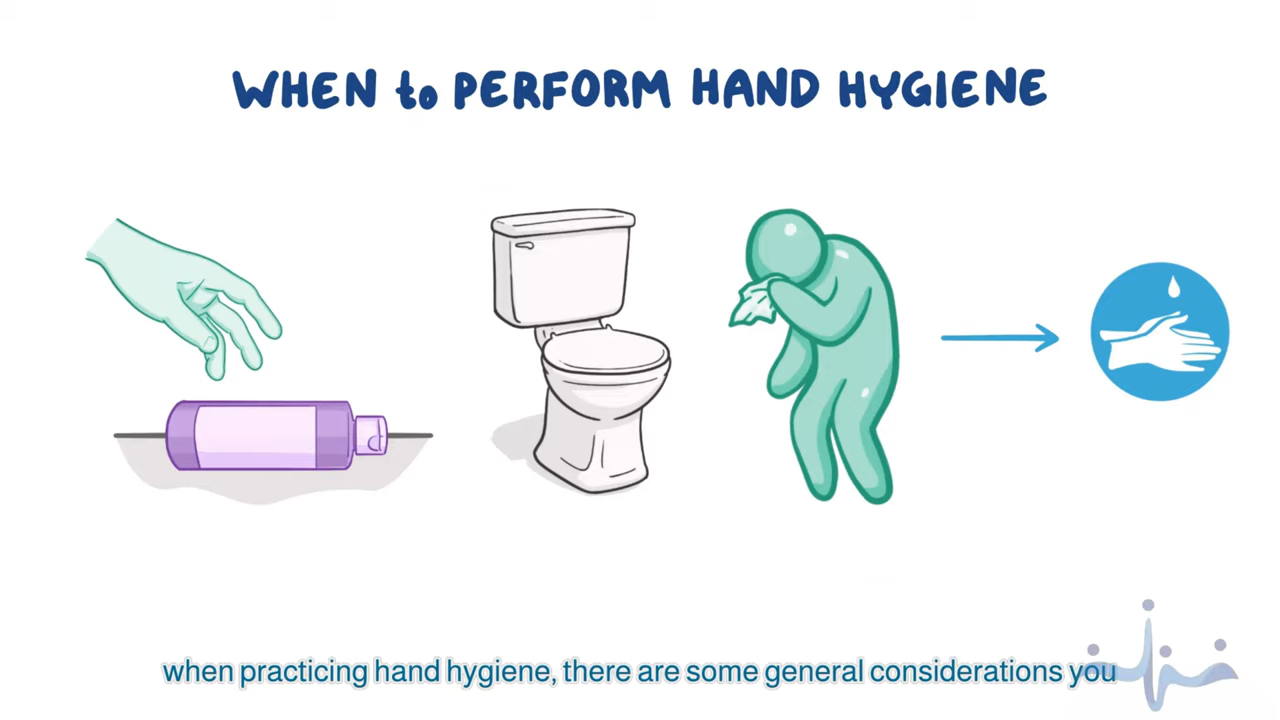 WHEN to PERFORM HAND HYGIENE
when practicing hand hygiene, there are some general considerations you